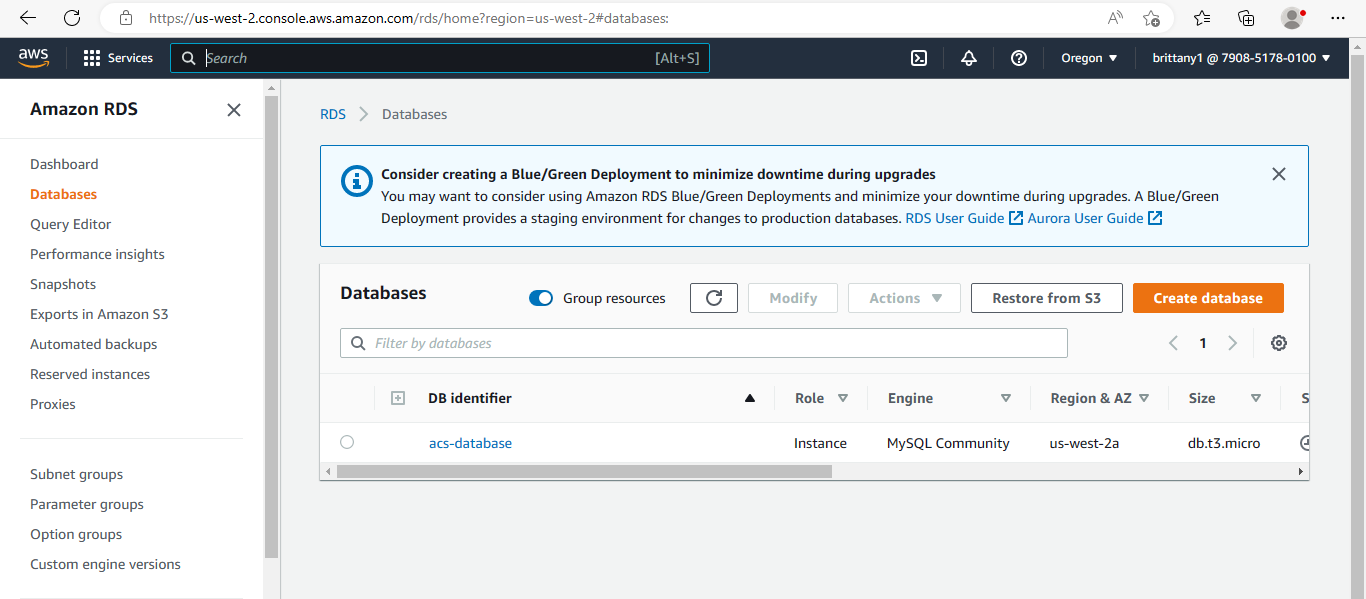 https://us-west-2.console.aws.amazon.com/rds/home?region=us-west-2#databases:
aws Services Search [Alt+S] Oregon brittany1 @ 7908-5178-0100
Amazon RDS
Dashboard
Databases
Query Editor
Performance insights
Snapshots
Exports in Amazon S3
Automated backups
Reserved instances
Proxies
Subnet groups
Parameter groups
Option groups
Custom engine versions
RDS Databases
Consider creating a Blue/Green Deployment to minimize downtime during upgrades
You may want to consider using Amazon RDS Blue/Green Deployments and minimize your downtime during upgrades. A Blue/Green
Deployment provides a staging environment for changes to production databases. RDS User Guide Aurora User Guide
Databases Group resources Modify Actions Restore from S3 Create database
Filter by databases 1
DB identifier Role Engine Region & AZ Size S
acs-database Instance MySQL Community us-west-2a db.t3.micro